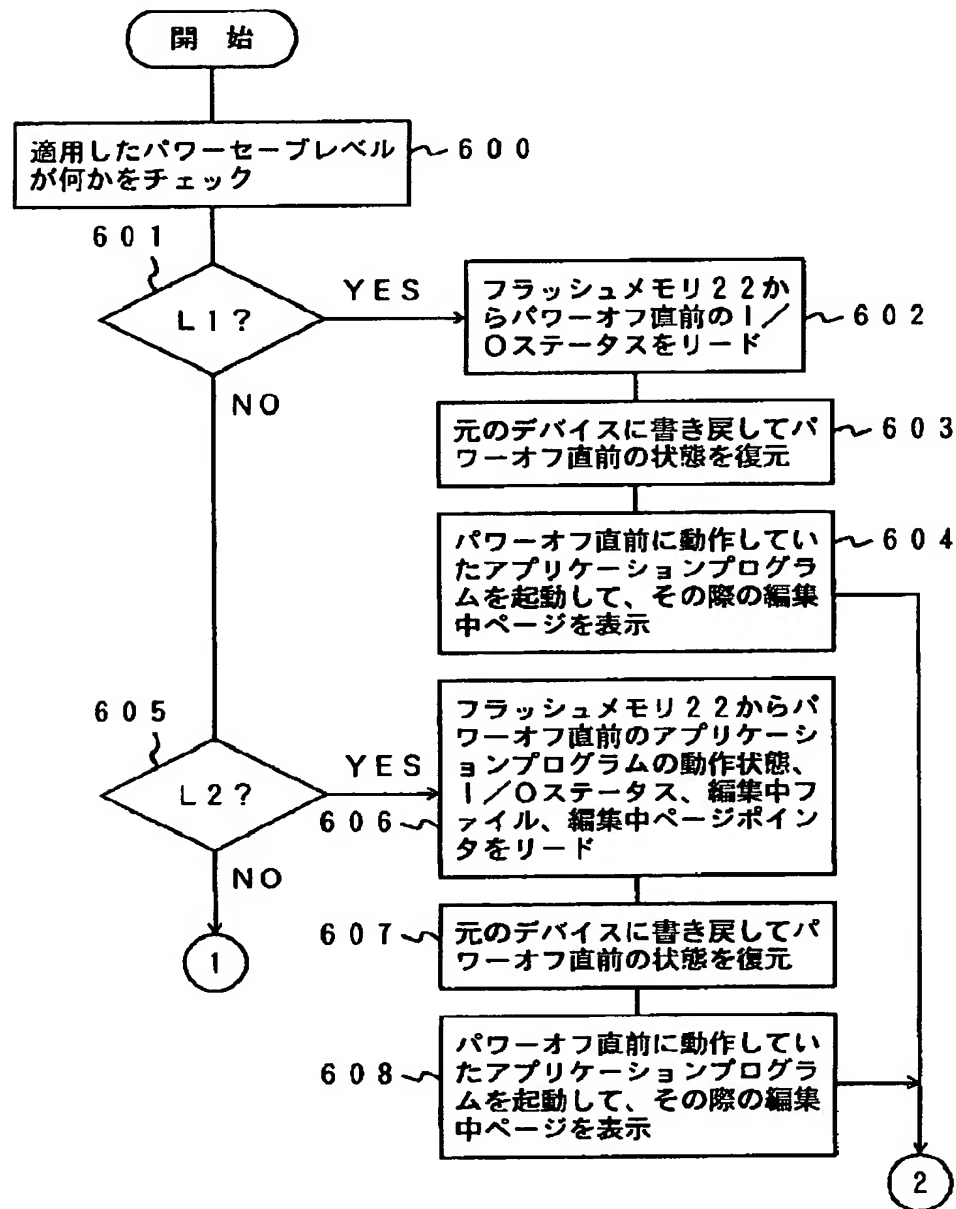 開 始
適用したパワーセーブレベル
が何かをチェック
600
601
L1?
YES
NO
フラッシュメモリ22か
らパワーオフ直前のI/
Oステータスをリード
602
元のデバイスに書き戻してパ
ワーオフ直前の状態を復元
603
パワーオフ直前に動作してい
たアプリケーションプログラ
ムを起動して、その際の編集
中ページを表示
604
605
L2?
YES
NO
1
フラッシュメモリ22からパ
ワーオフ直前のアプリケーシ
ョンプログラムの動作状態、
I/Oステータス、編集中フ
ァイル、編集中ページポイン
タをリード
606
607
元のデバイスに書き戻してパ
ワーオフ直前の状態を復元
608
パワーオフ直前に動作してい
たアプリケーションプログラ
ムを起動して、その際の編集
中ページを表示
2